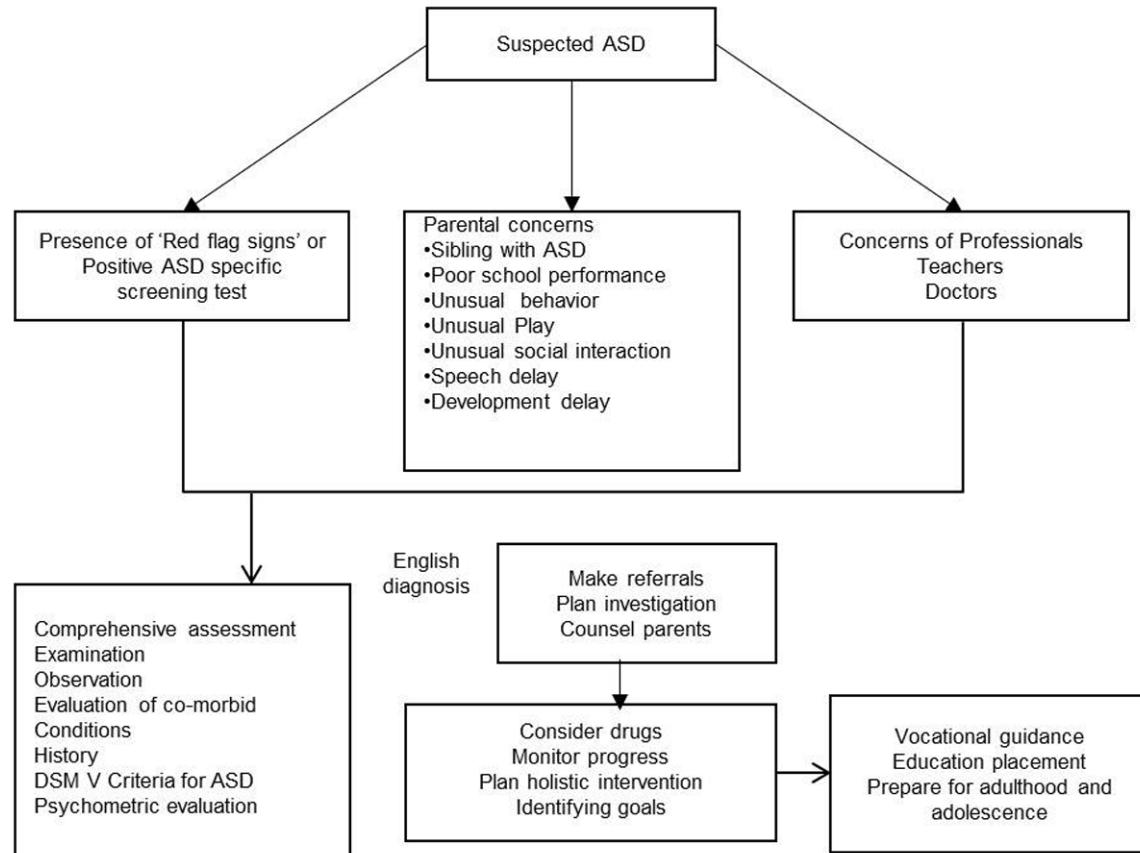 Suspected ASD
Presence of ‘Red flag signs’ or
Positive ASD specific
screening test
Parental concerns
•Sibling with ASD
•Poor school performance
•Unusual behavior
•Unusual Play
•Unusual social interaction
•Speech delay
•Development delay
Concerns of Professionals
Teachers
Doctors
Comprehensive assessment
Examination
Observation
Evaluation of co-morbid
Conditions
History
DSM V Criteria for ASD
Psychometric evaluation
English
diagnosis
Make referrals
Plan investigation
Counsel parents
Consider drugs
Monitor progress
Plan holistic intervention
Identifying goals
Vocational guidance
Education placement
Prepare for adulthood and
adolescence